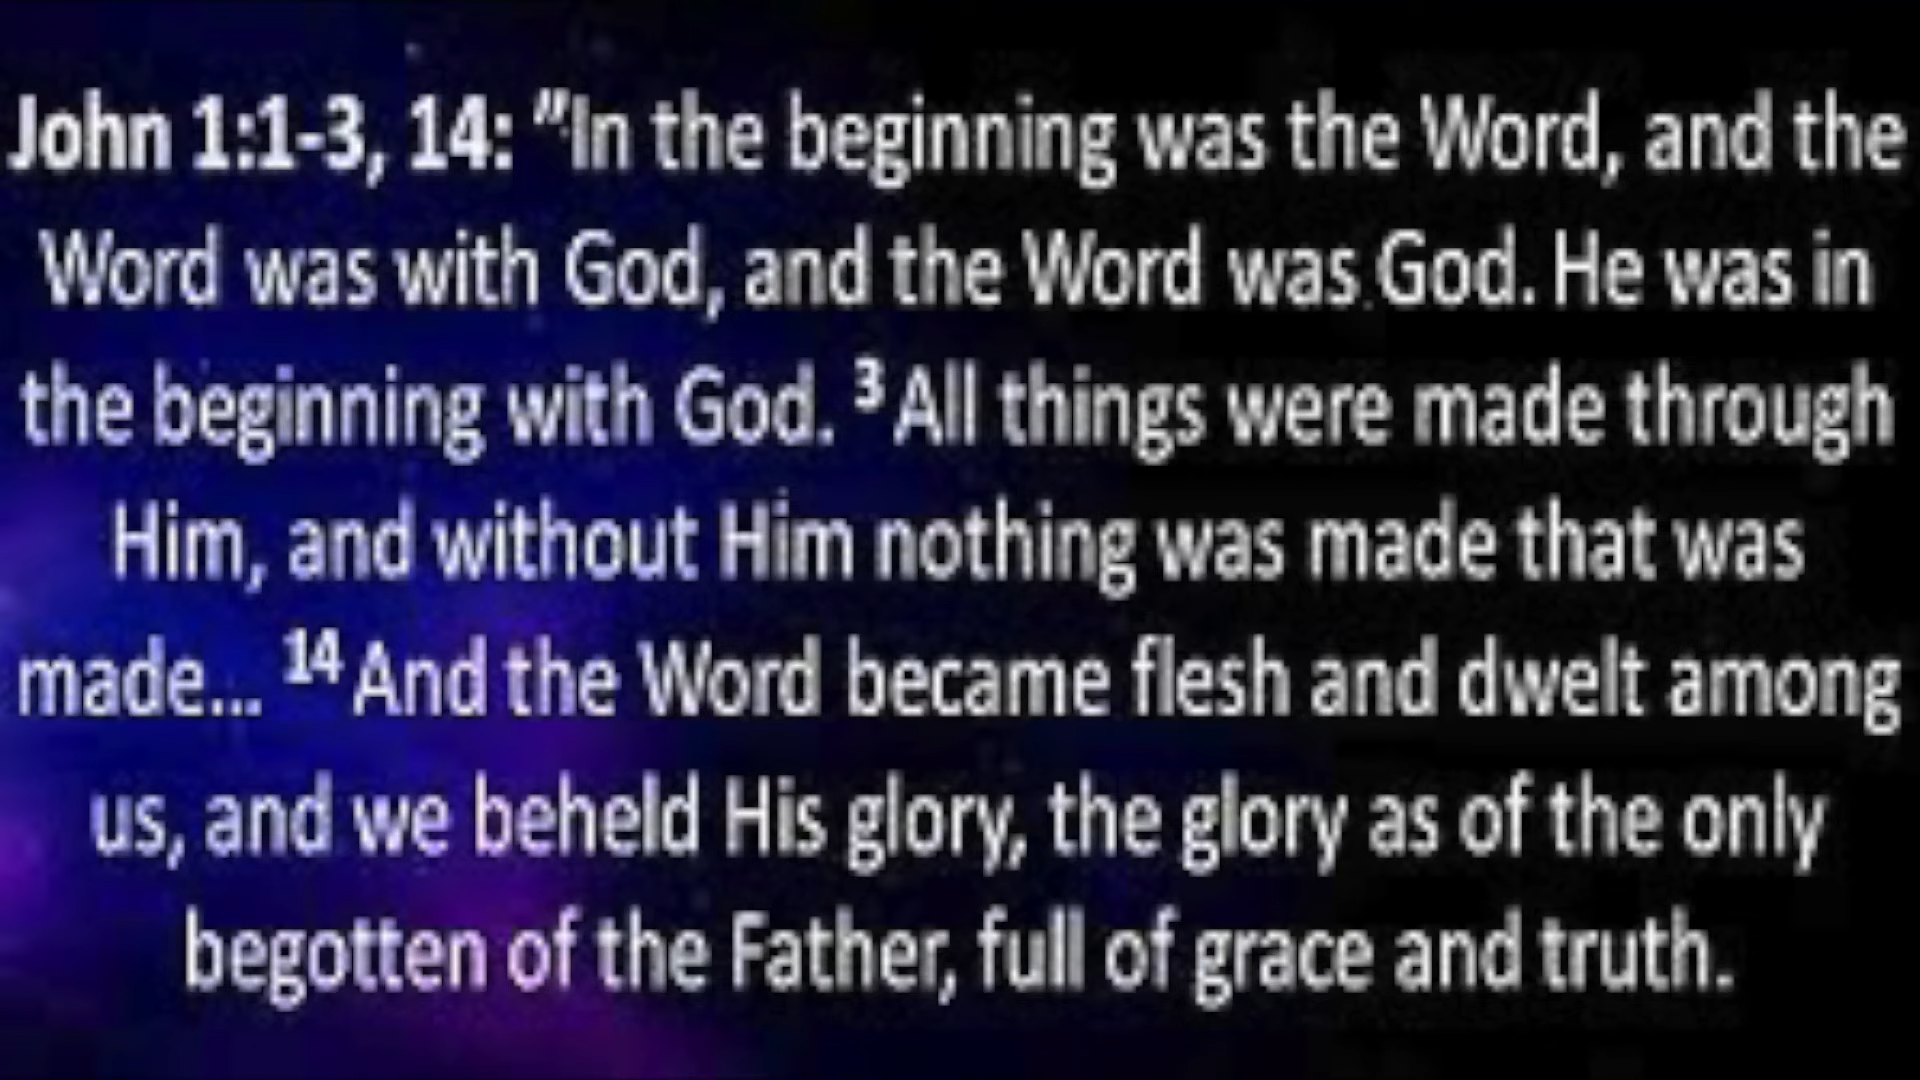 John 1:1-3, 14: "In the beginning was the Word, and the
Word was with God, and the Word was God. He was in
the beginning with God. ³ All things were made through
Him, and without Him nothing was made that was
made... ¹⁴ And the Word became flesh and dwelt among
us, and we beheld His glory, the glory as of the only
begotten of the Father, full of grace and truth.